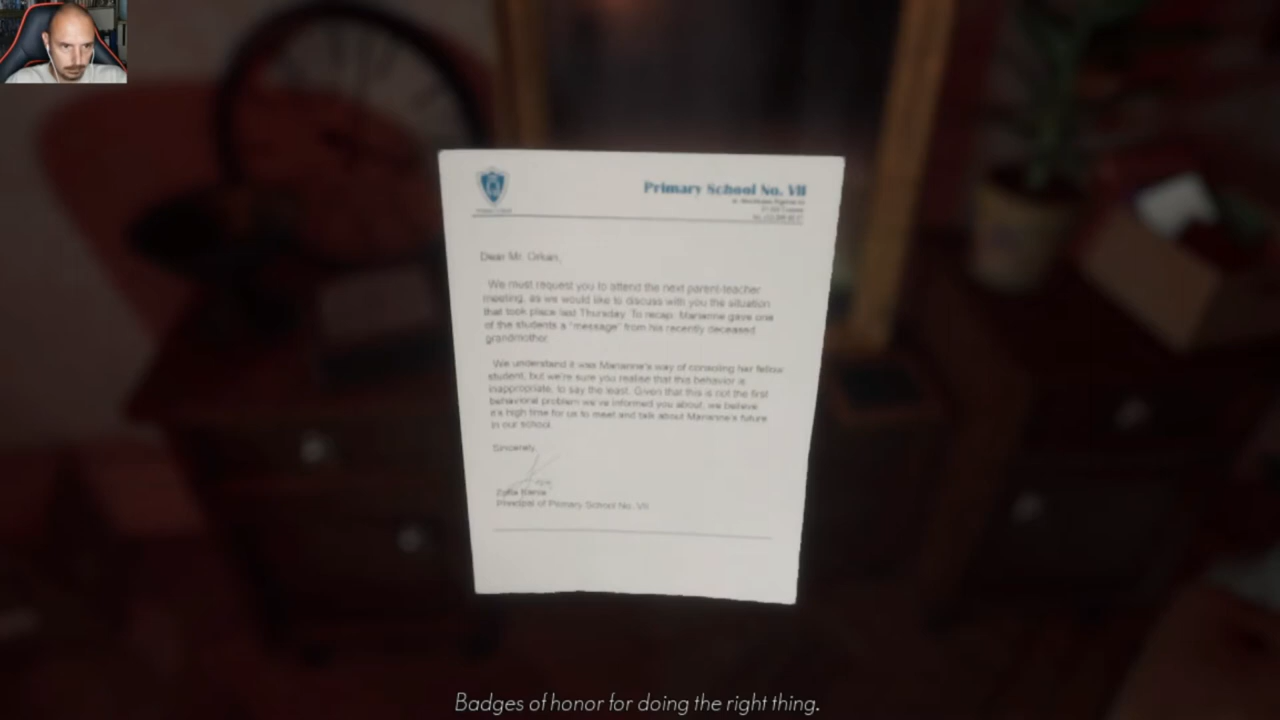 Primary School No. VII
Dear Mr. Orkan,
We must request you to attend the next parent-teacher
meeting, as we would like to discuss with you the situation
that took place last Thursday. To recap: Marianne gave one
of the students a "message" from his recently deceased
grandmother.
We understand it was Marianne's way of consoling her fellow
student, but we're sure you realise that this behavior is
inappropriate, to say the least. Given that this is not the first
behavioral problem we've informed you about, we believe
it's high time for us to meet and talk about Marianne's future
in our school.
Sincerely,
Principal of Primary School No. VII
Badges of honor for doing the right thing.